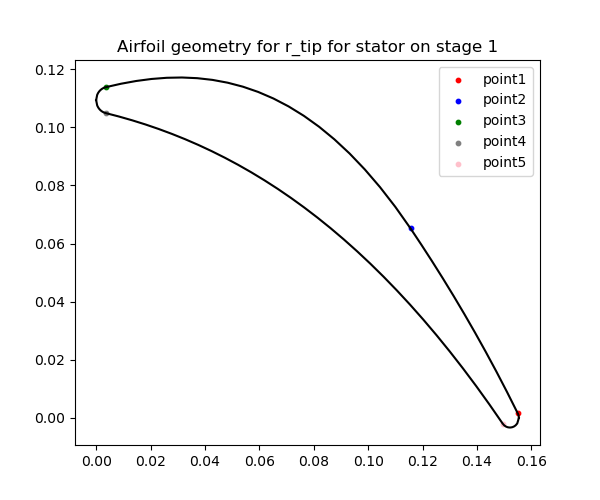 Airfoil geometry for r_tip for stator on stage 1
0.12
0.10
0.08
0.06
0.04
0.02
0.00
point1
point2
point3
point4
point5
0.00 0.02 0.04 0.06 0.08 0.10 0.12 0.14 0.16